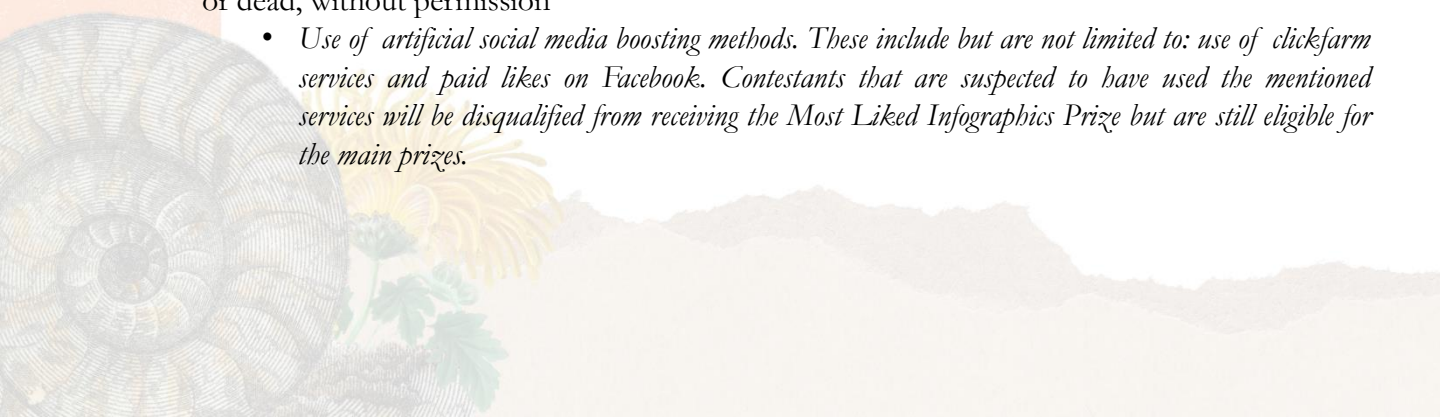 or dead, without permission
• Use of artificial social media boosting methods. These include but are not limited to: use of clickfarm
services and paid likes on Facebook. Contestants that are suspected to have used the mentioned
services will be disqualified from receiving the Most Liked Infographics Prize but are still eligible for
the main prizes.